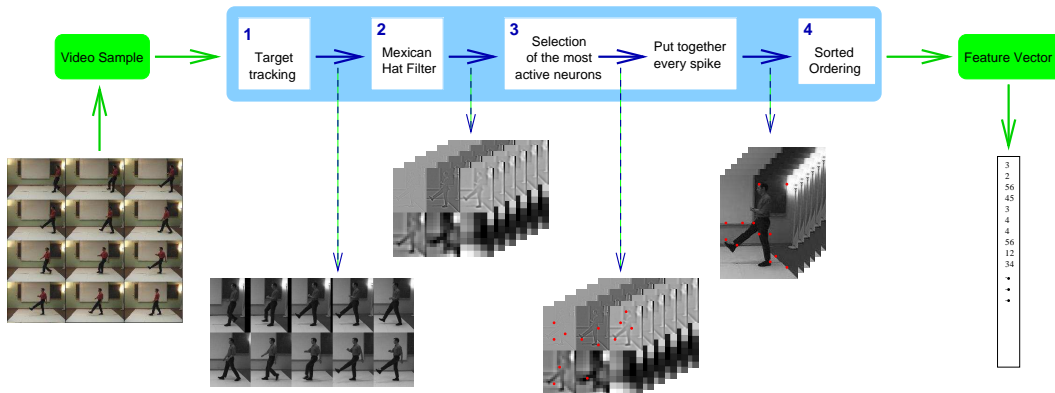 Video Sample
1
Target
tracking
2
Mexican
Hat Filter
3
Selection
of the most
active neurons
Put together
every spike
4
Sorted
Ordering
Feature Vector
3
2
56
45
3
4
4
56
12
34